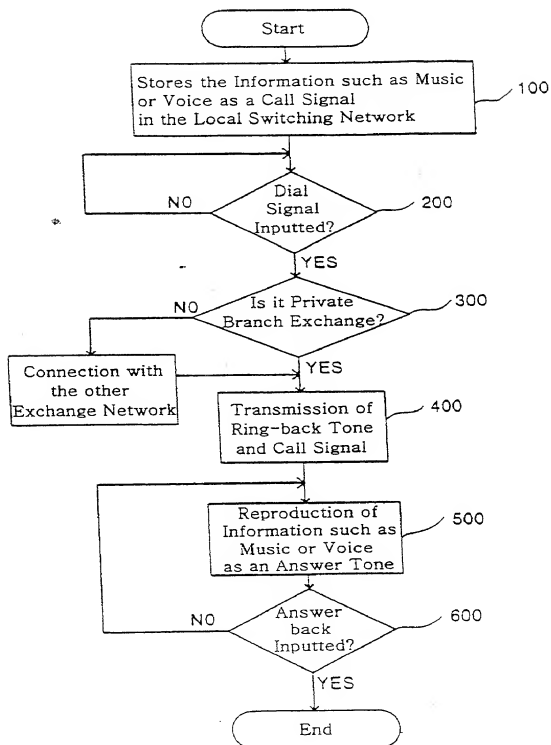 Start
Stores the Information such as Music
or Voice as a Call Signal
in the Local Switching Network
100
Dial
Signal
Inputted?
NO
200
YES
Is it Private
Branch Exchange?
NO
300
YES
Connection with
the other
Exchange Network
Transmission of
Ring-back Tone
and Call Signal
400
Reproduction of
Information such as
Music or Voice
as an Answer Tone
500
Answer
back
Inputted?
NO
600
YES
End